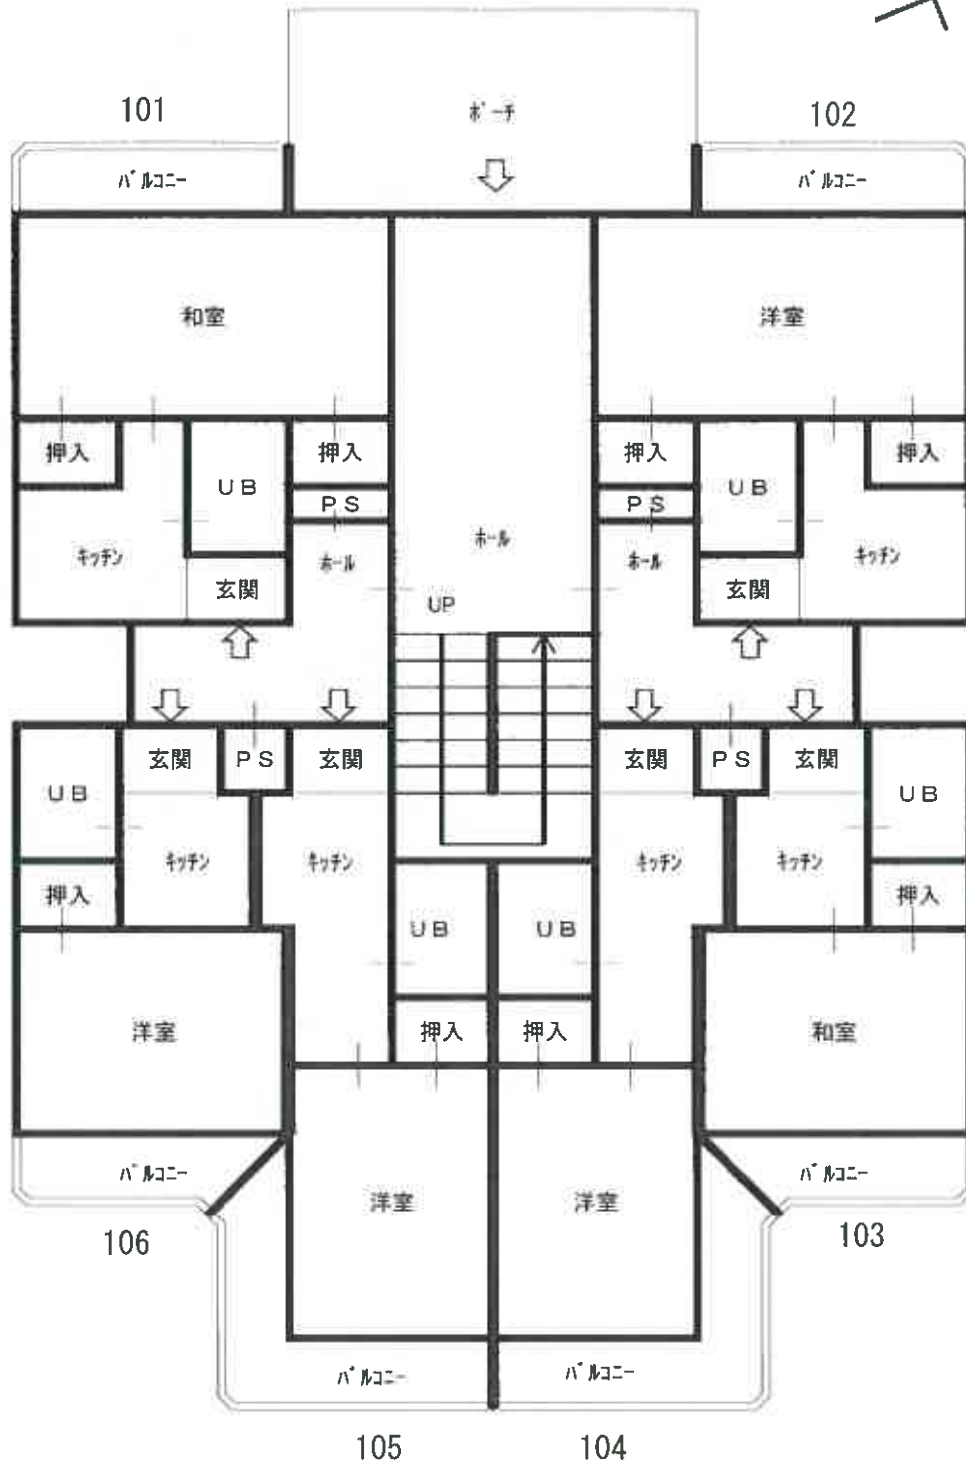 101
ポーチ
102
バルコニー
バルコニー
和室
洋室
押入
UB
押入
押入
UB
押入
PS
PS
キッチン
ホール
ホール
ホール
キッチン
玄関
玄関
UP
UB
玄関
PS
玄関
玄関
PS
玄関
UB
キッチン
キッチン
キッチン
キッチン
押入
押入
UB
UB
洋室
押入
押入
和室
バルコニー
バルコニー
洋室
洋室
106
103
バルコニー
バルコニー
105
104